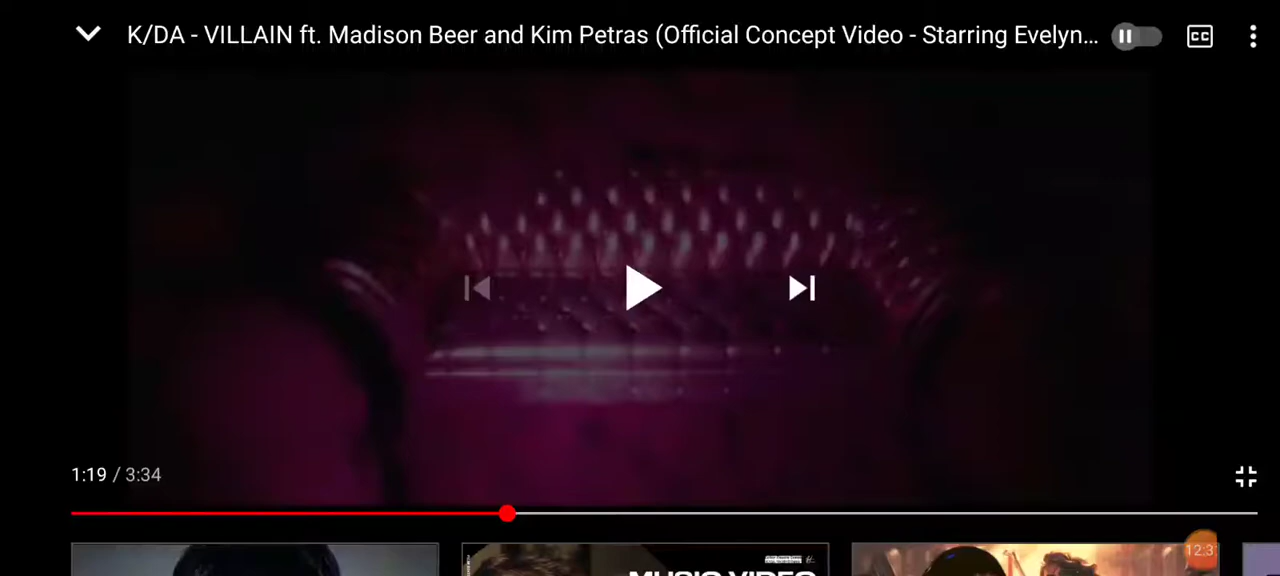 K/DA - VILLAIN ft. Madison Beer and Kim Petras (Official Concept Video - Starring Evelyn...
CC
1:19 / 3:34
12:3
MUSIC VIDEO